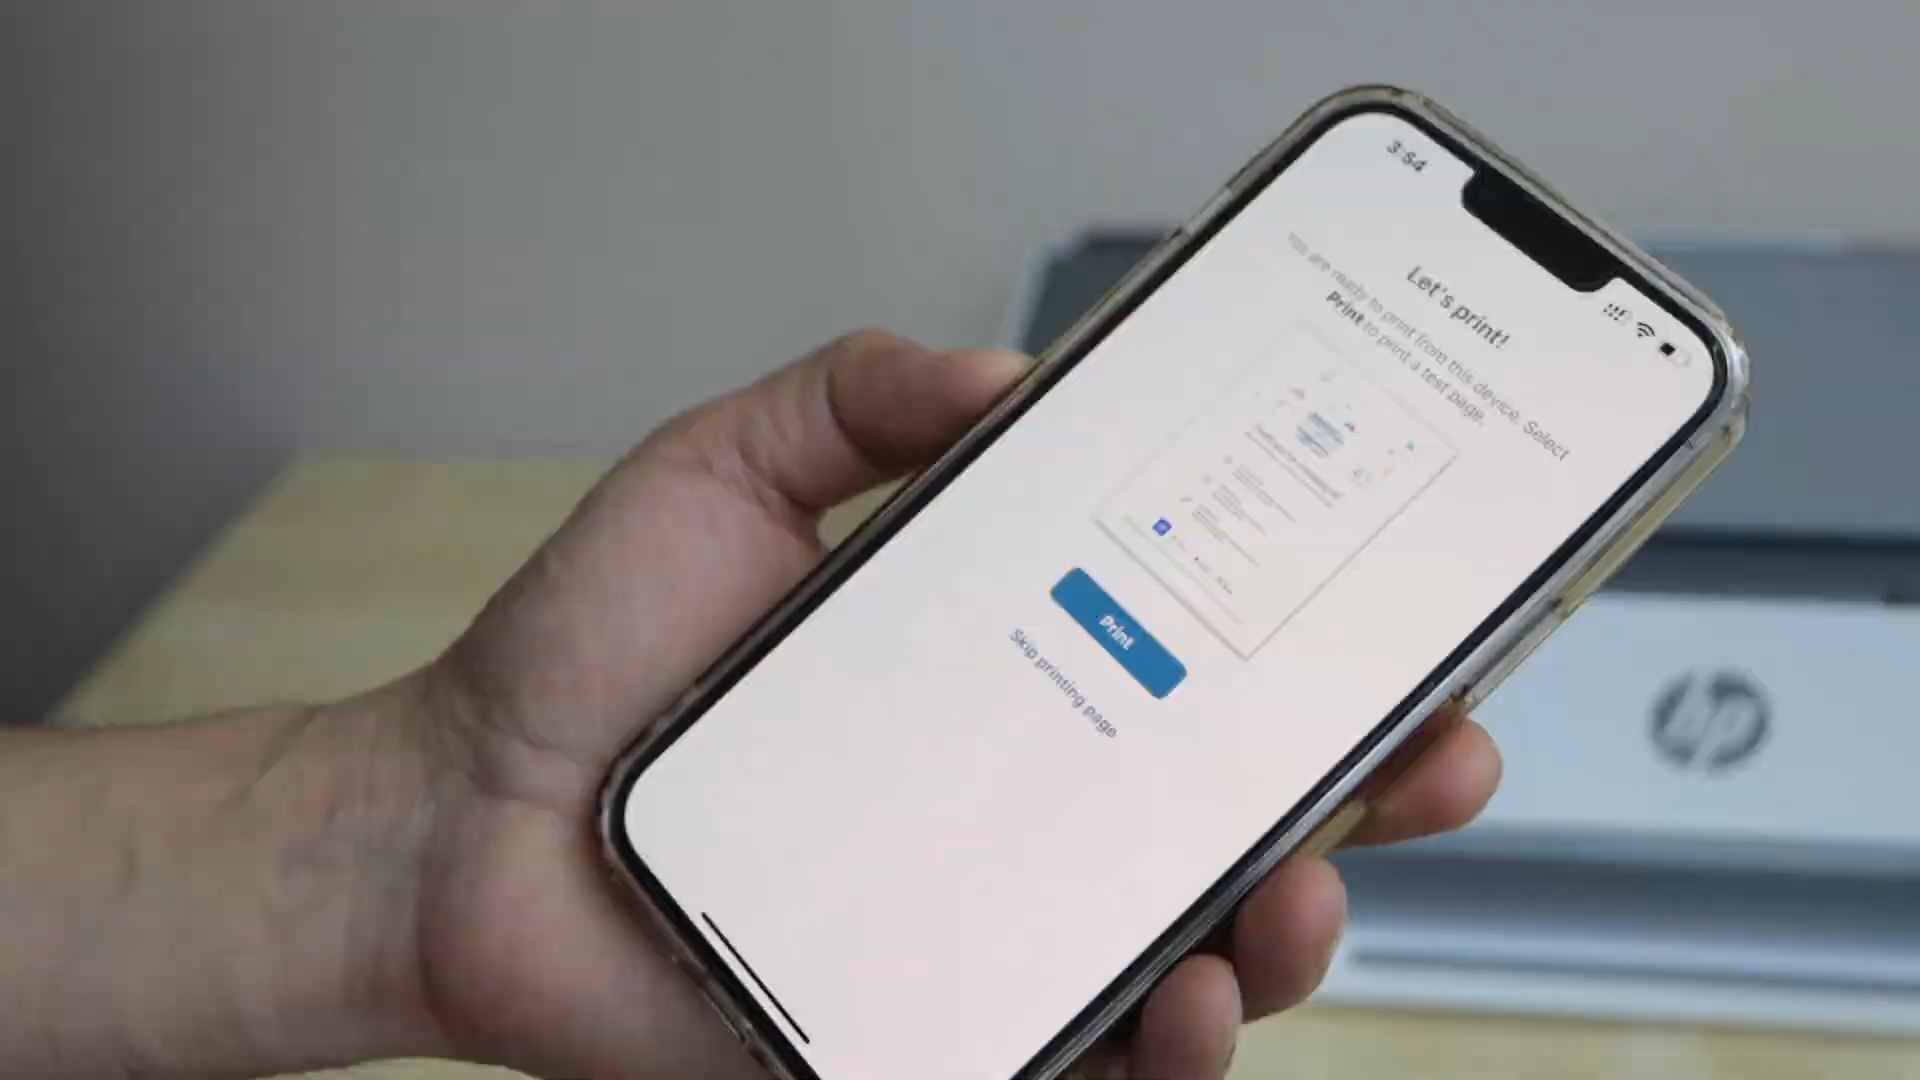 3:54
Let's print!
You are ready to print from this device. Select
Print to print a test page.
Print
Skip printing page
hp